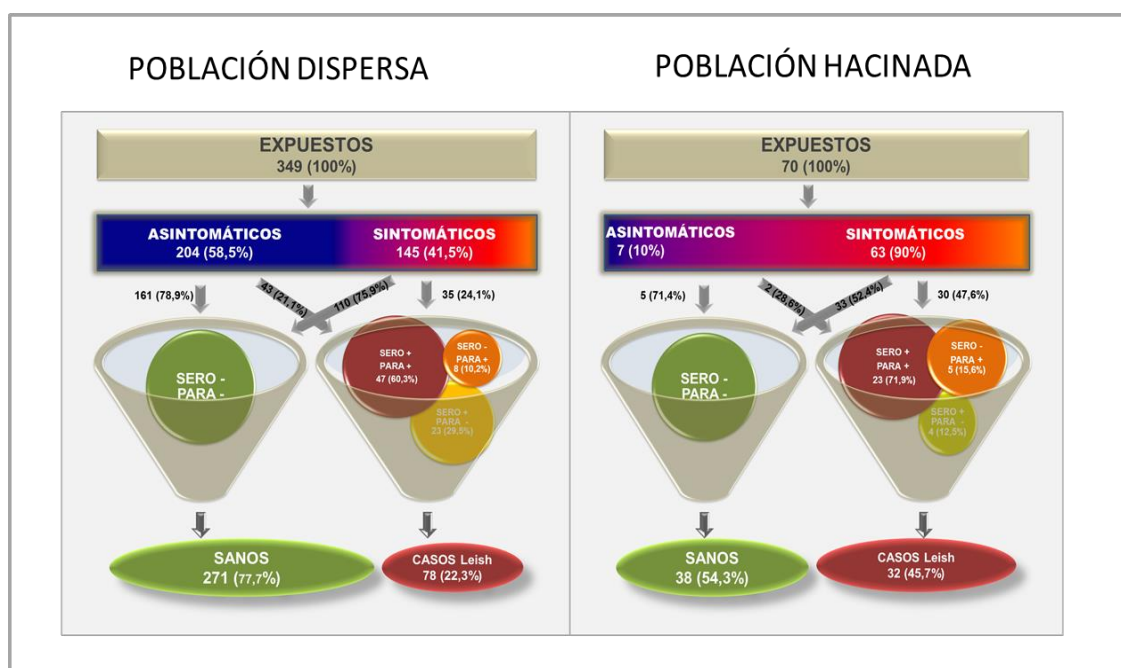 POBLACIÓN DISPERSA
EXPUESTOS
349 (100%)
ASINTOMÁTICOS
204 (58,5%)
SINTOMÁTICOS
145 (41,5%)
161 (78,9%)
43 (21,1%)
110 (75,9%)
35 (24,1%)
SERO -
PARA -
SERO +
PARA +
47 (60,3%)
SERO -
PARA +
8 (10,2%)
SERO +
PARA -
23 (29,5%)
SANOS
271 (77,7%)
CASOS Leish
78 (22,3%)
POBLACIÓN HACINADA
EXPUESTOS
70 (100%)
ASINTOMÁTICOS
7 (10%)
SINTOMÁTICOS
63 (90%)
5 (71,4%)
2 (28,6%)
33 (52,4%)
30 (47,6%)
SERO -
PARA -
SERO +
PARA +
23 (71,9%)
SERO -
PARA +
5 (15,6%)
SERO +
PARA -
4 (12,5%)
SANOS
38 (54,3%)
CASOS Leish
32 (45,7%)